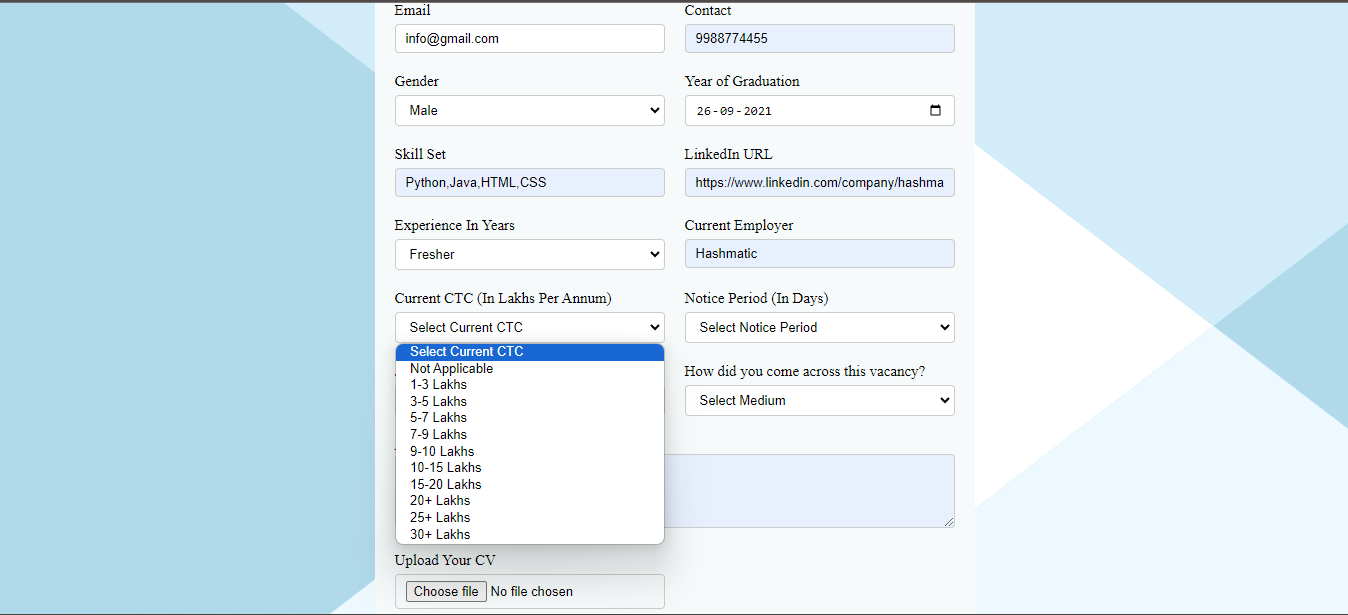 Email
Contact
info@gmail.com
9988774455
Gender
Year of Graduation
Male
26-09-2021
Skill Set
LinkedIn URL
Python,Java,HTML,CSS
https://www.linkedin.com/company/hashma
Experience In Years
Current Employer
Fresher
Hashmatic
Current CTC (In Lakhs Per Annum)
Notice Period (In Days)
Select Current CTC
Select Notice Period
Select Current CTC
Not Applicable
1-3 Lakhs
3-5 Lakhs
5-7 Lakhs
7-9 Lakhs
9-10 Lakhs
10-15 Lakhs
15-20 Lakhs
20+ Lakhs
25+ Lakhs
30+ Lakhs
How did you come across this vacancy?
Select Medium
Upload Your CV
Choose file No file chosen